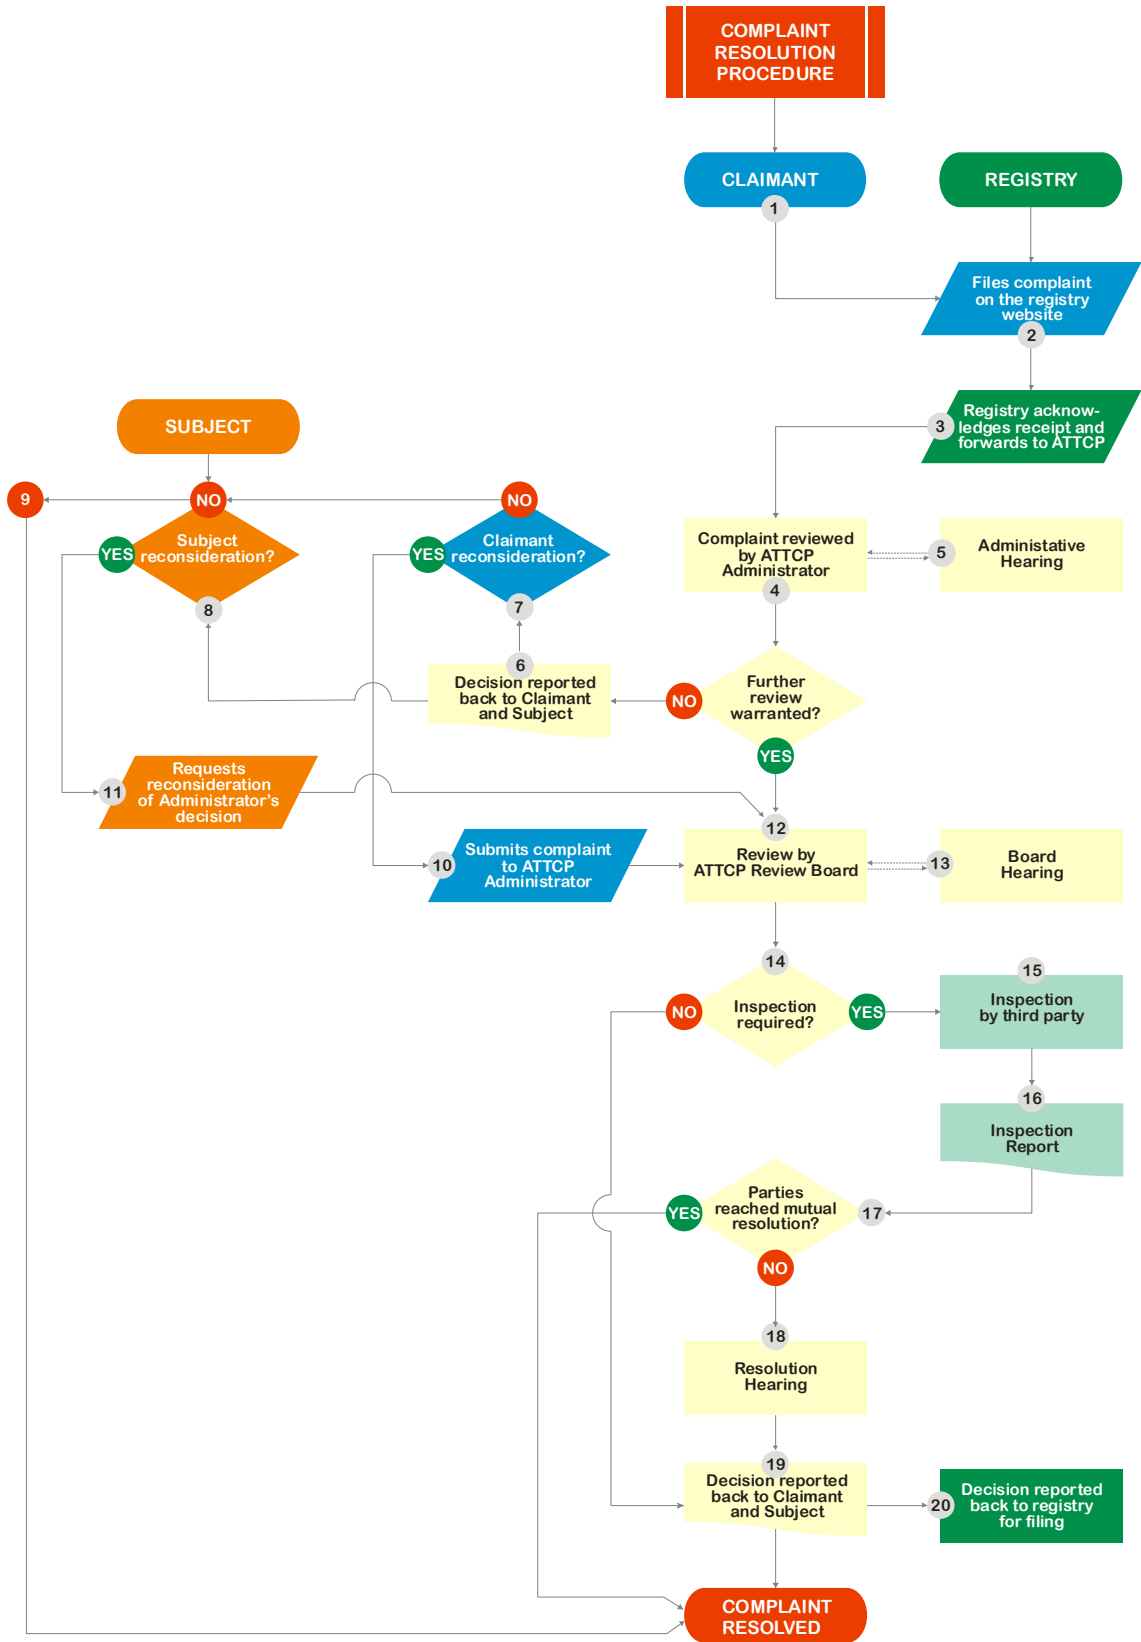 COMPLAINT
RESOLUTION
PROCEDURE
CLAIMANT
1
REGISTRY
Files complaint
on the registry
website
2
3
Registry acknow-
ledges receipt and
forwards to ATTCP
SUBJECT
9
NO
NO
YES
Subject
reconsideration?
8
YES
Claimant
reconsideration?
7
Complaint reviewed
by ATTCP
Administrator
4
5
Administative
Hearing
6
Decision reported
back to Claimant
and Subject
NO
Further
review
warranted?
YES
11
Requests
reconsideration
of Administrator's
decision
10
Submits complaint
to ATTCP
Administrator
12
Review by
ATTCP Review Board
13
Board
Hearing
14
NO
Inspection
required?
YES
15
Inspection
by third party
16
Inspection
Report
YES
Parties
reached mutual
resolution?
17
NO
18
Resolution
Hearing
19
Decision reported
back to Claimant
and Subject
20
Decision reported
back to registry
for filing
COMPLAINT
RESOLVED